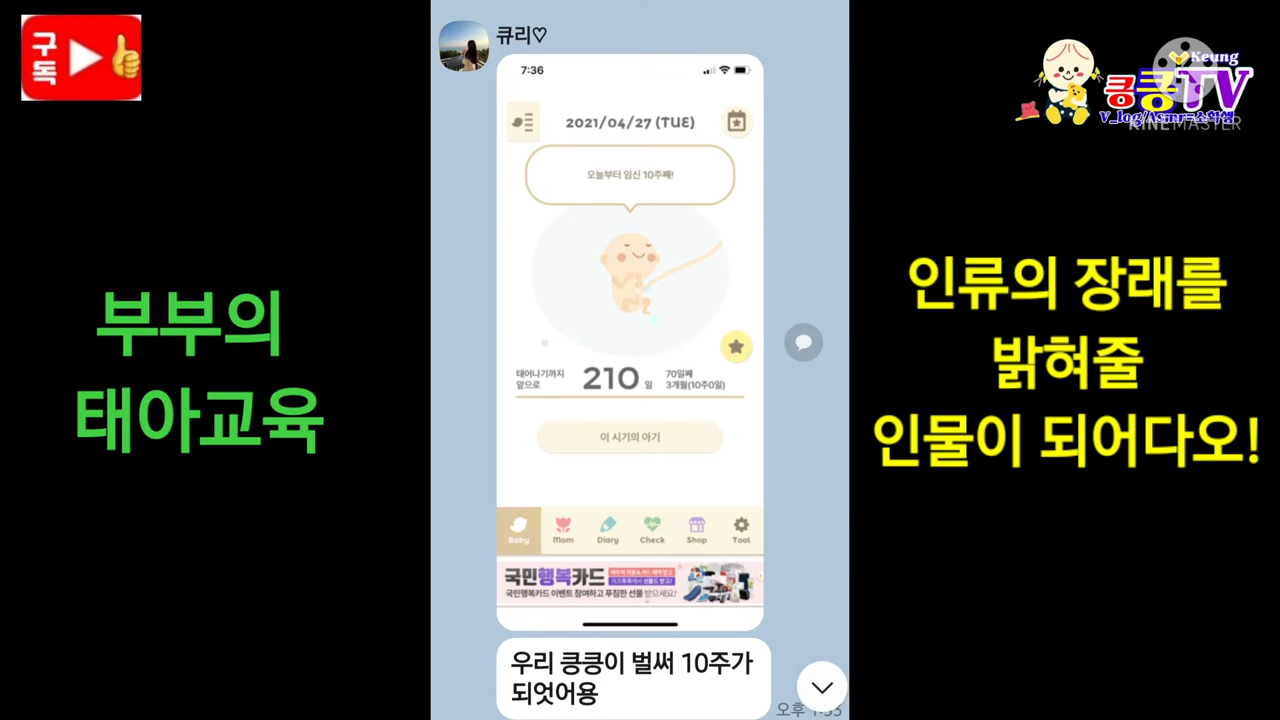 구독
큐리♡
7:36
2021/04/27 (TUE)
오늘부터 임신 10주째!
태어나기까지
앞으로
210 일
70일째
3개월(10주0일)
이 시기의 아기
Baby Mom Diary Check Shop Tool
국민행복카드
국민행복카드 이벤트 참여하고 푸짐한 선물 받으세요!
우리 킁킁이 벌써 10주가
되엇어용
부부의
태아교육
Keung
킁킁TV
KINEMASTER
인류의 장래를
밝혀줄
인물이 되어다오!